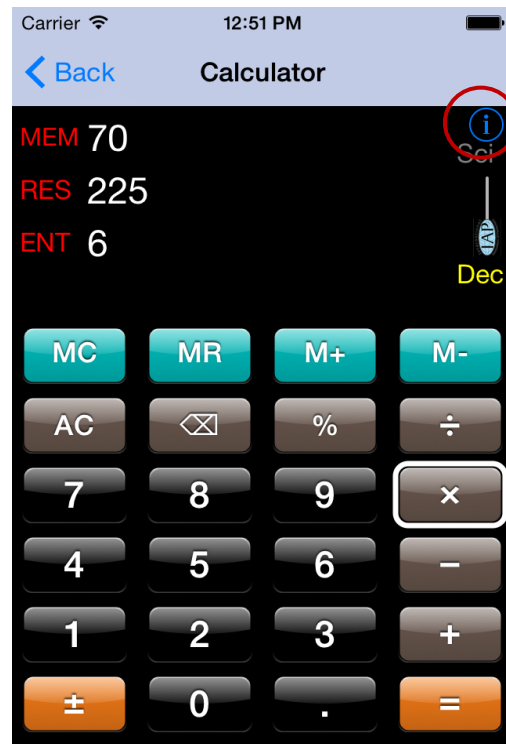 Carrier 12:51 PM
Back Calculator
MEM 70
i
Sci
RES 225
IAP
ENT 6
Dec
MC MR M+ M-
AC ⌫ % ÷
7 8 9 ×
4 5 6 −
1 2 3 +
± 0 . =